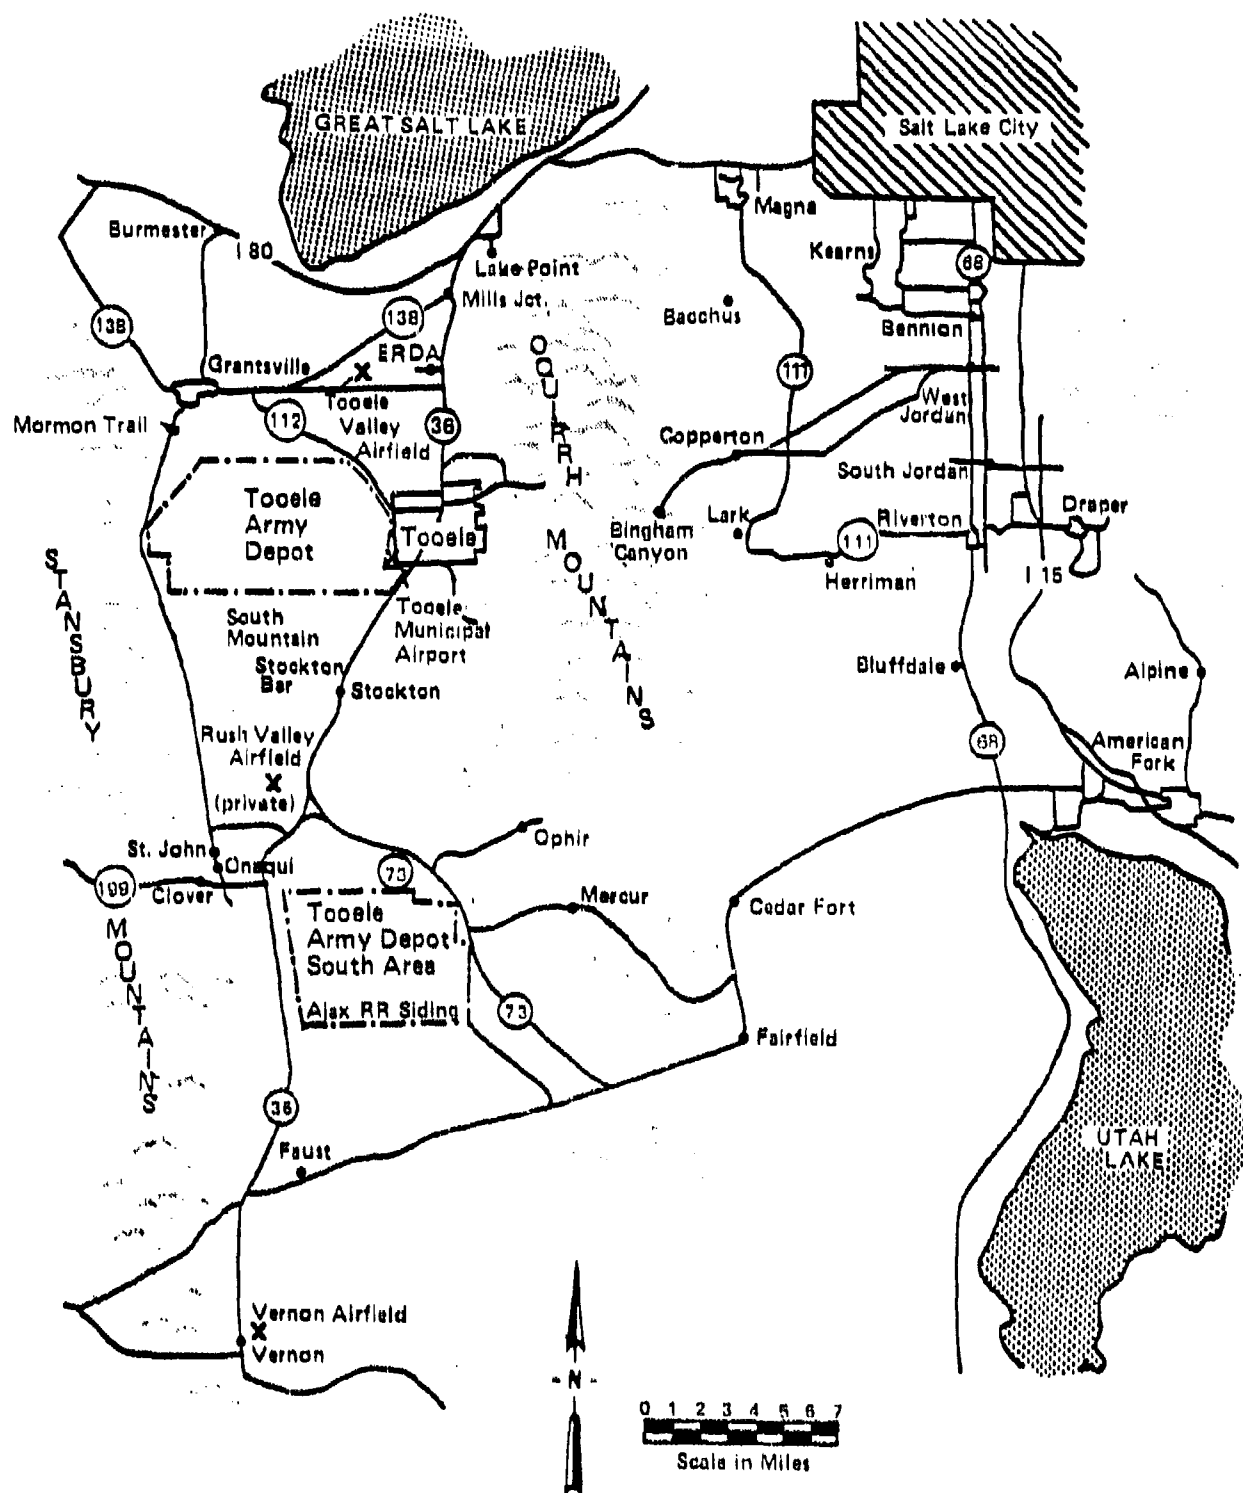 GREAT SALT LAKE
Salt Lake City
Burmester
I 80
Magna
Kearns
68
Lake Point
Mills Jct.
138
138
Bacchus
Bennion
Grantsville
ERDA
OQUIRRH
111
West
Jordan
Mormon Trail
112
Tooele
Valley
Airfield
36
Copperton
South Jordan
Tooele
Army
Depot
Tooele
Bingham
Canyon
Lark
Riverton
Draper
111
Herriman
I 15
STANSBURY
MOUNTAINS
South
Mountain
Tooele
Municipal
Airport
Stockton
Bar
Stockton
Bluffdale
Alpine
Rush Valley
Airfield
X
(private)
68
American
Fork
St. John
Onaqui
Ophir
199
Clover
73
Mercur
Cedar Fort
MOUNTAINS
Tooele
Army Depot
South Area
Ajax RR Siding
73
Fairfield
36
Faust
UTAH
LAKE
Vernon Airfield
X
Vernon
N
0 1 2 3 4 5 6 7
Scale in Miles